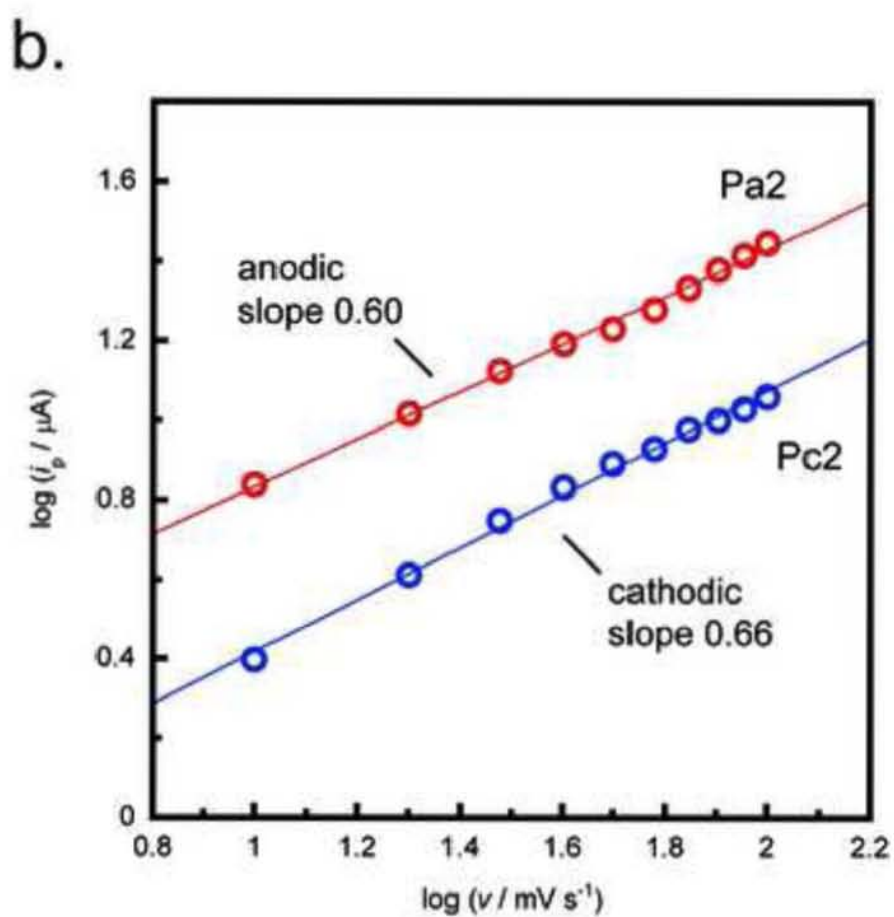 b.
Pa2
anodic
slope 0.60
Pc2
cathodic
slope 0.66
1.6
1.2
0.8
0.4
0
log (iₚ / μA)
0.8 1 1.2 1.4 1.6 1.8 2 2.2
log (v / mV s⁻¹)